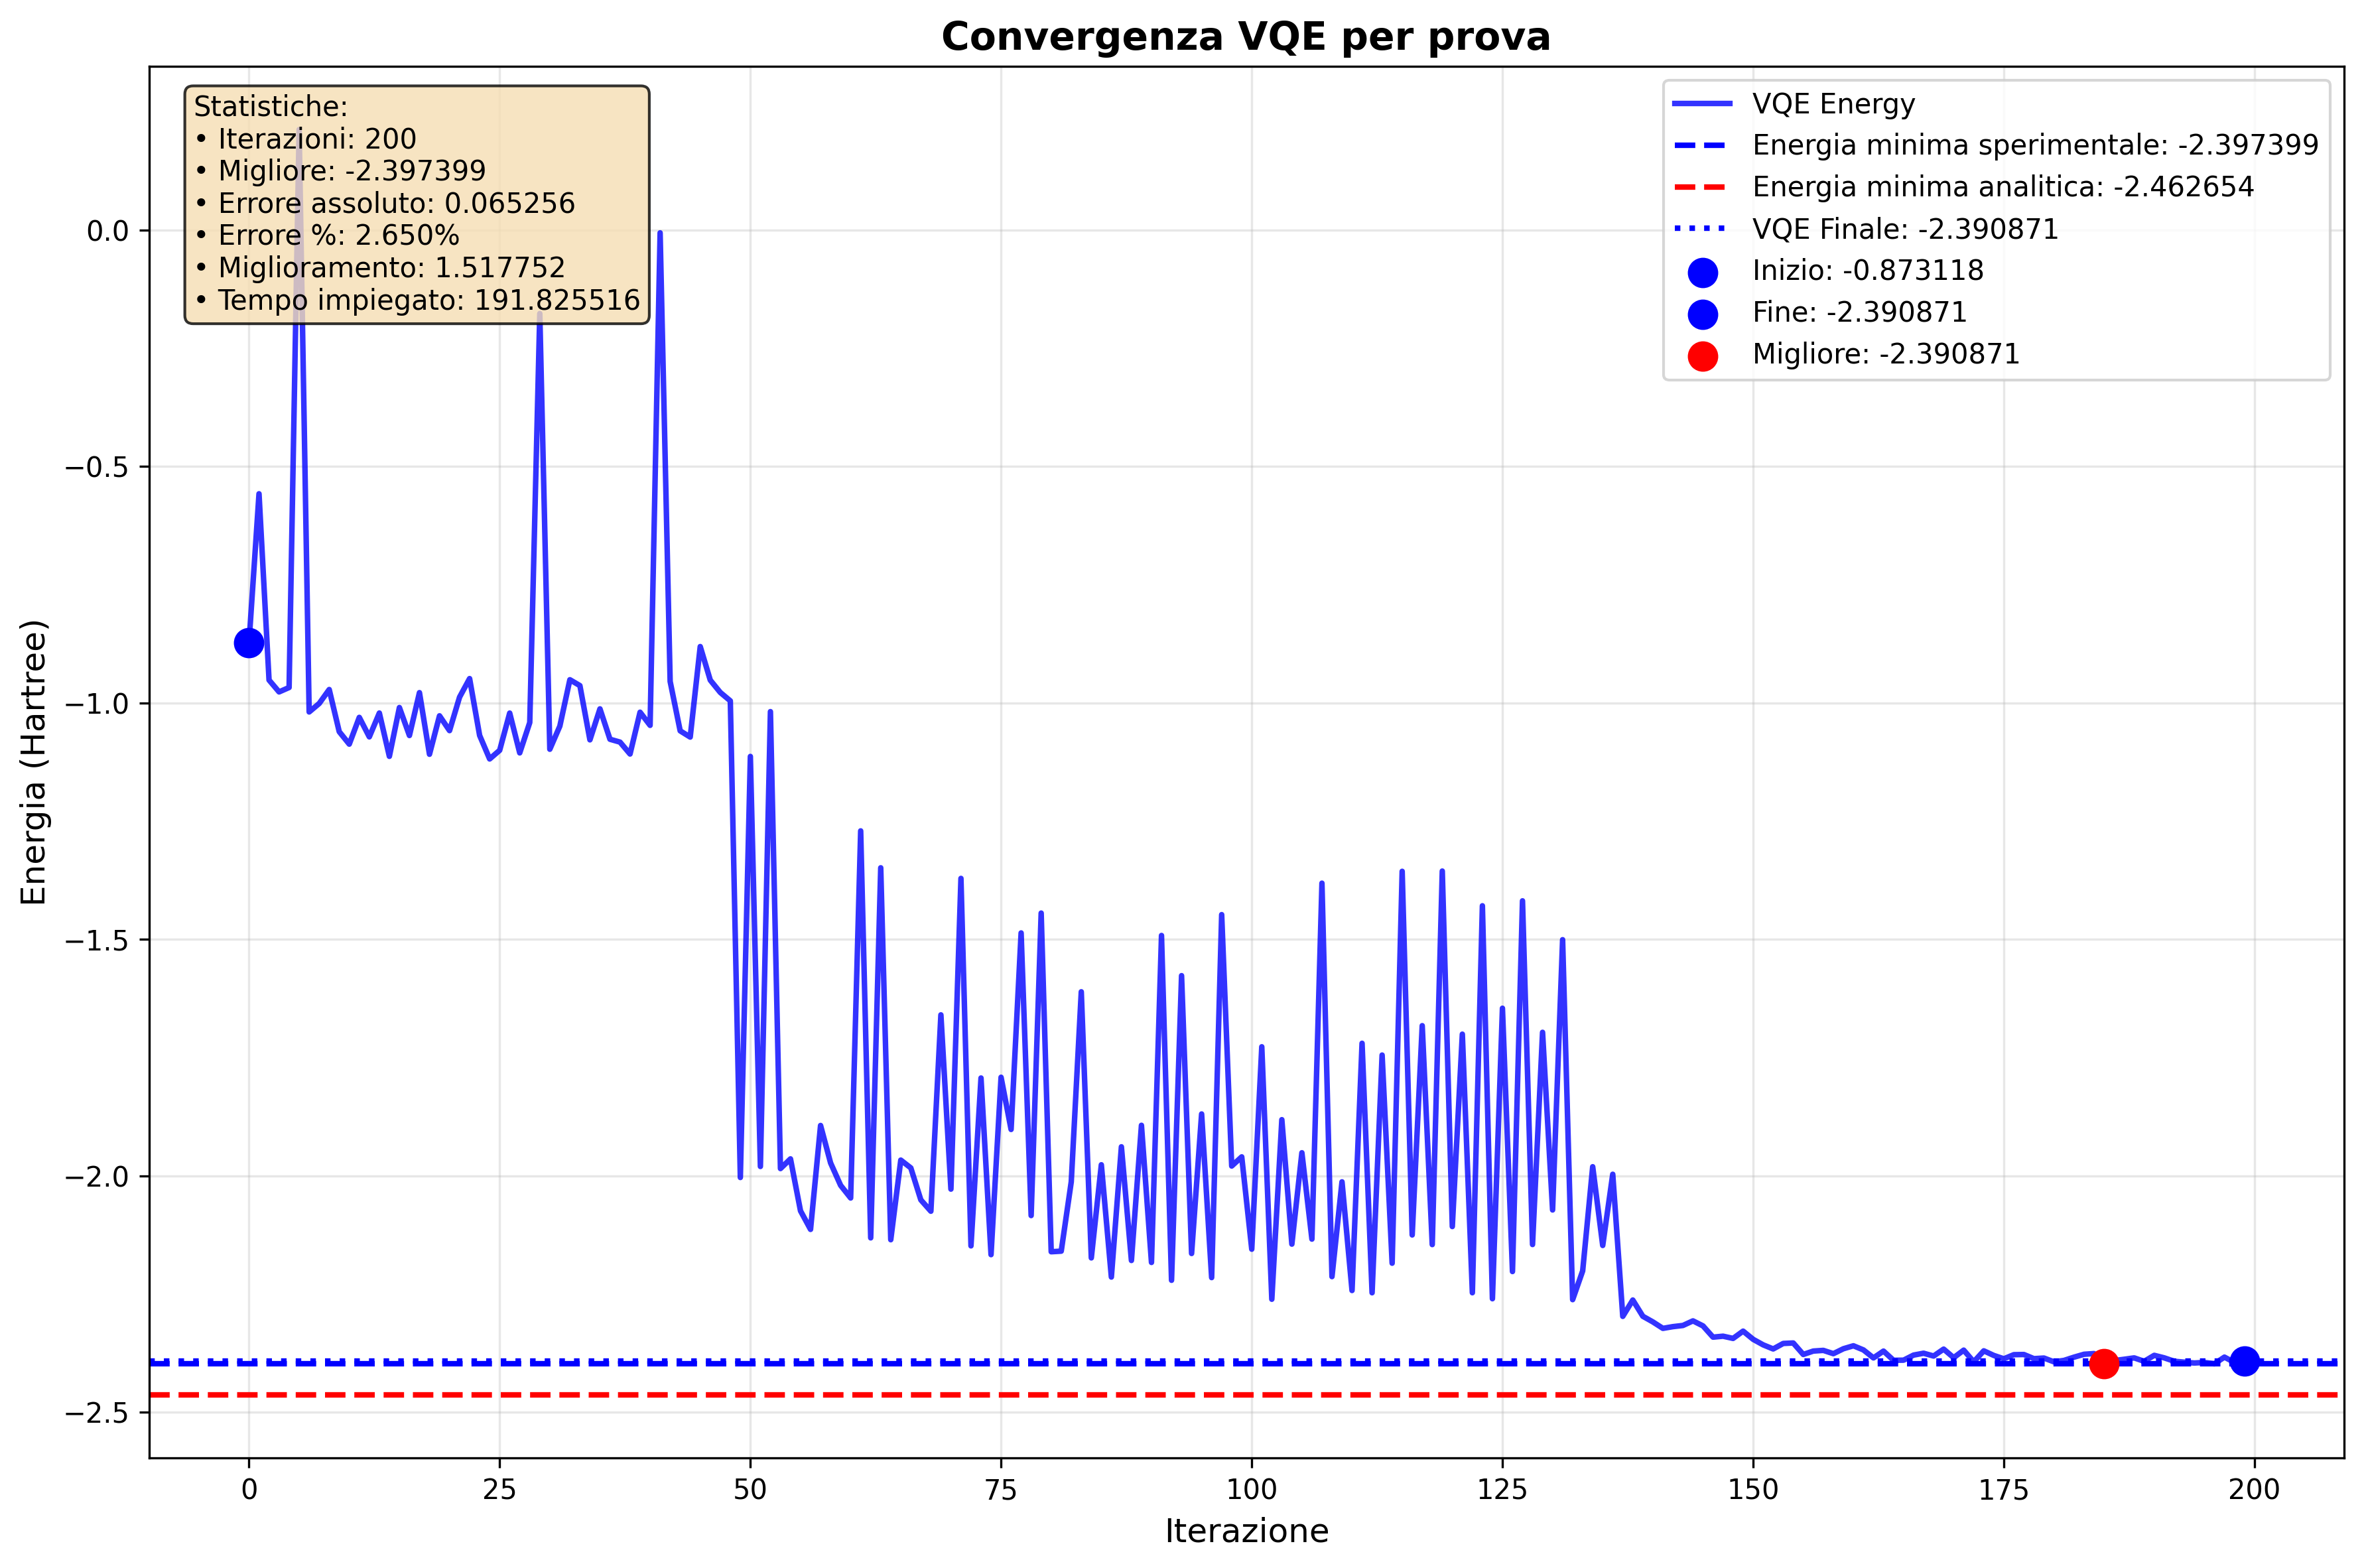 Convergenza VQE per prova
Statistiche:
• Iterazioni: 200
• Migliore: -2.397399
• Errore assoluto: 0.065256
• Errore %: 2.650%
• Miglioramento: 1.517752
• Tempo impiegato: 191.825516
VQE Energy
Energia minima sperimentale: -2.397399
Energia minima analitica: -2.462654
VQE Finale: -2.390871
Inizio: -0.873118
Fine: -2.390871
Migliore: -2.390871
Energia (Hartree)
0.0
−0.5
−1.0
−1.5
−2.0
−2.5
0 25 50 75 100 125 150 175 200
Iterazione